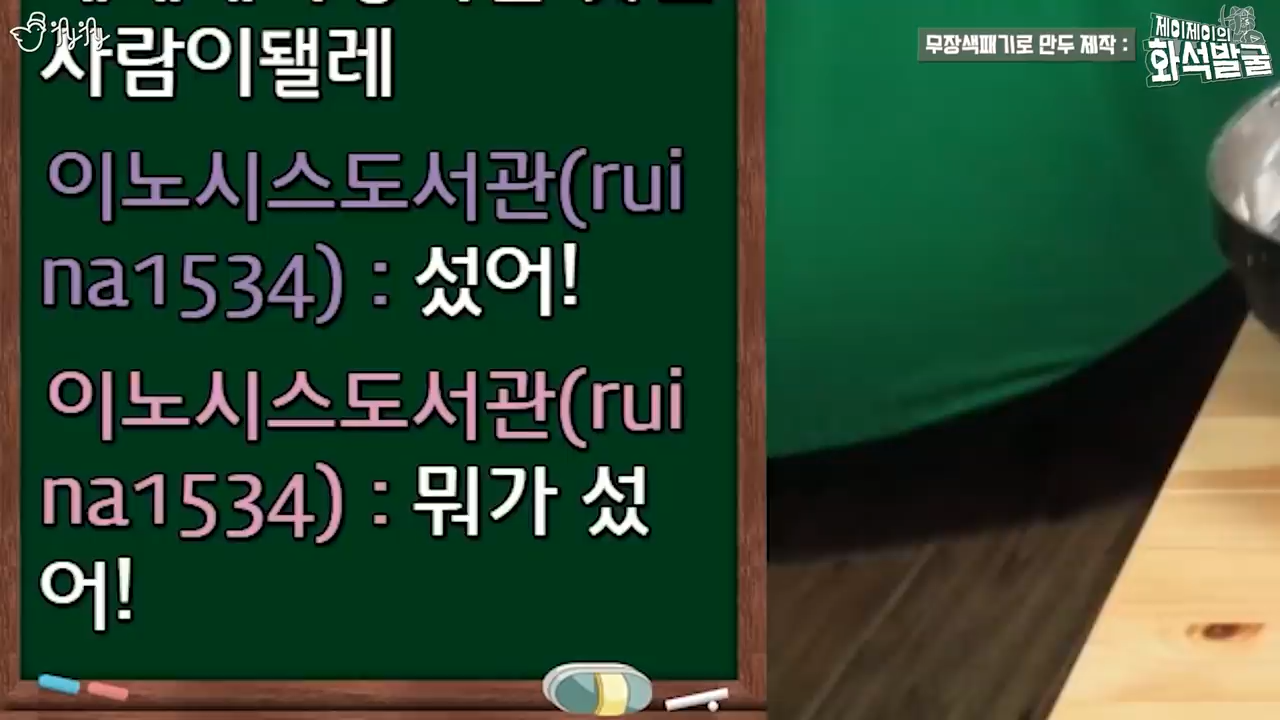 사람이됄레
이노시스도서관(rui
na1534) : 섰어!
이노시스도서관(rui
na1534) : 뭐가 섰
어!
무장색패기로 만두 제작 :
제이제이의
화석발굴